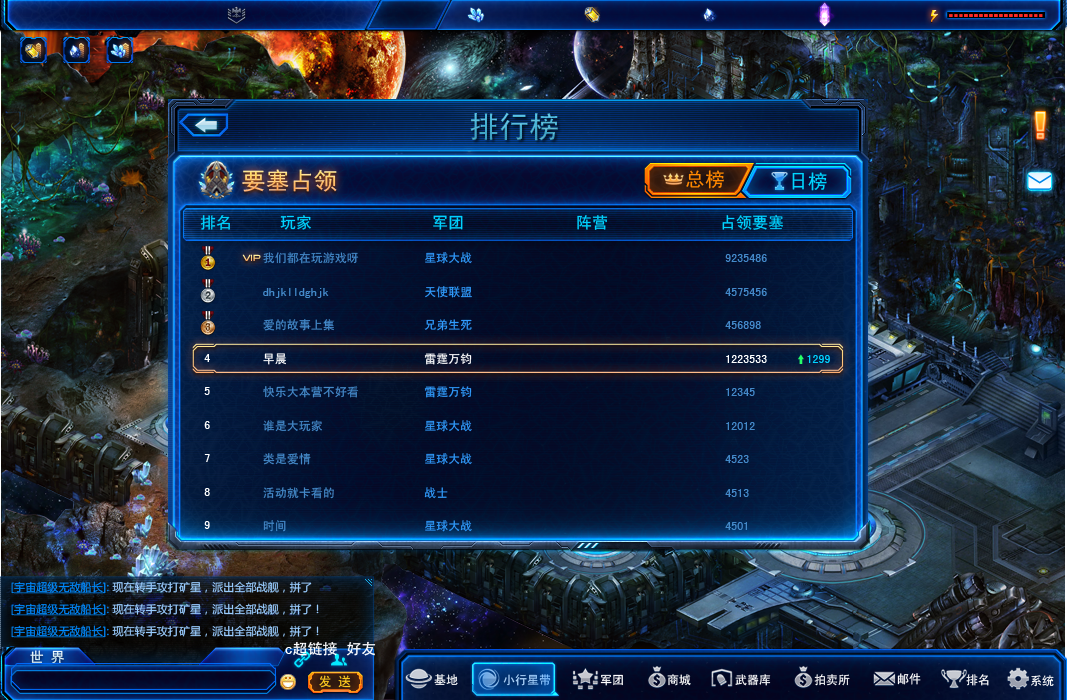 排行榜
要塞占领
总榜 日榜
排名 玩家 军团 阵营 占领要塞
1 VIP 我们都在玩游戏呀 星球大战 9235486
2 dhjklldghjk 天使联盟 4575456
3 爱的故事上集 兄弟生死 456898
4 早晨 雷霆万钧 1223533 1299
5 快乐大本营不好看 雷霆万钧 12345
6 谁是大玩家 星球大战 12012
7 类是爱情 星球大战 4523
8 活动就卡看的 战士 4513
9 时间 星球大战 4501
[宇宙超级无敌船长]: 现在转手攻打矿星，派出全部战舰，拼了
[宇宙超级无敌船长]: 现在转手攻打矿星，派出全部战舰，拼了！
[宇宙超级无敌船长]: 现在转手攻打矿星，派出全部战舰，拼了！
c超链接 好友
世界
发送
基地 小行星带 军团 商城 武器库 拍卖所 邮件 排名 系统